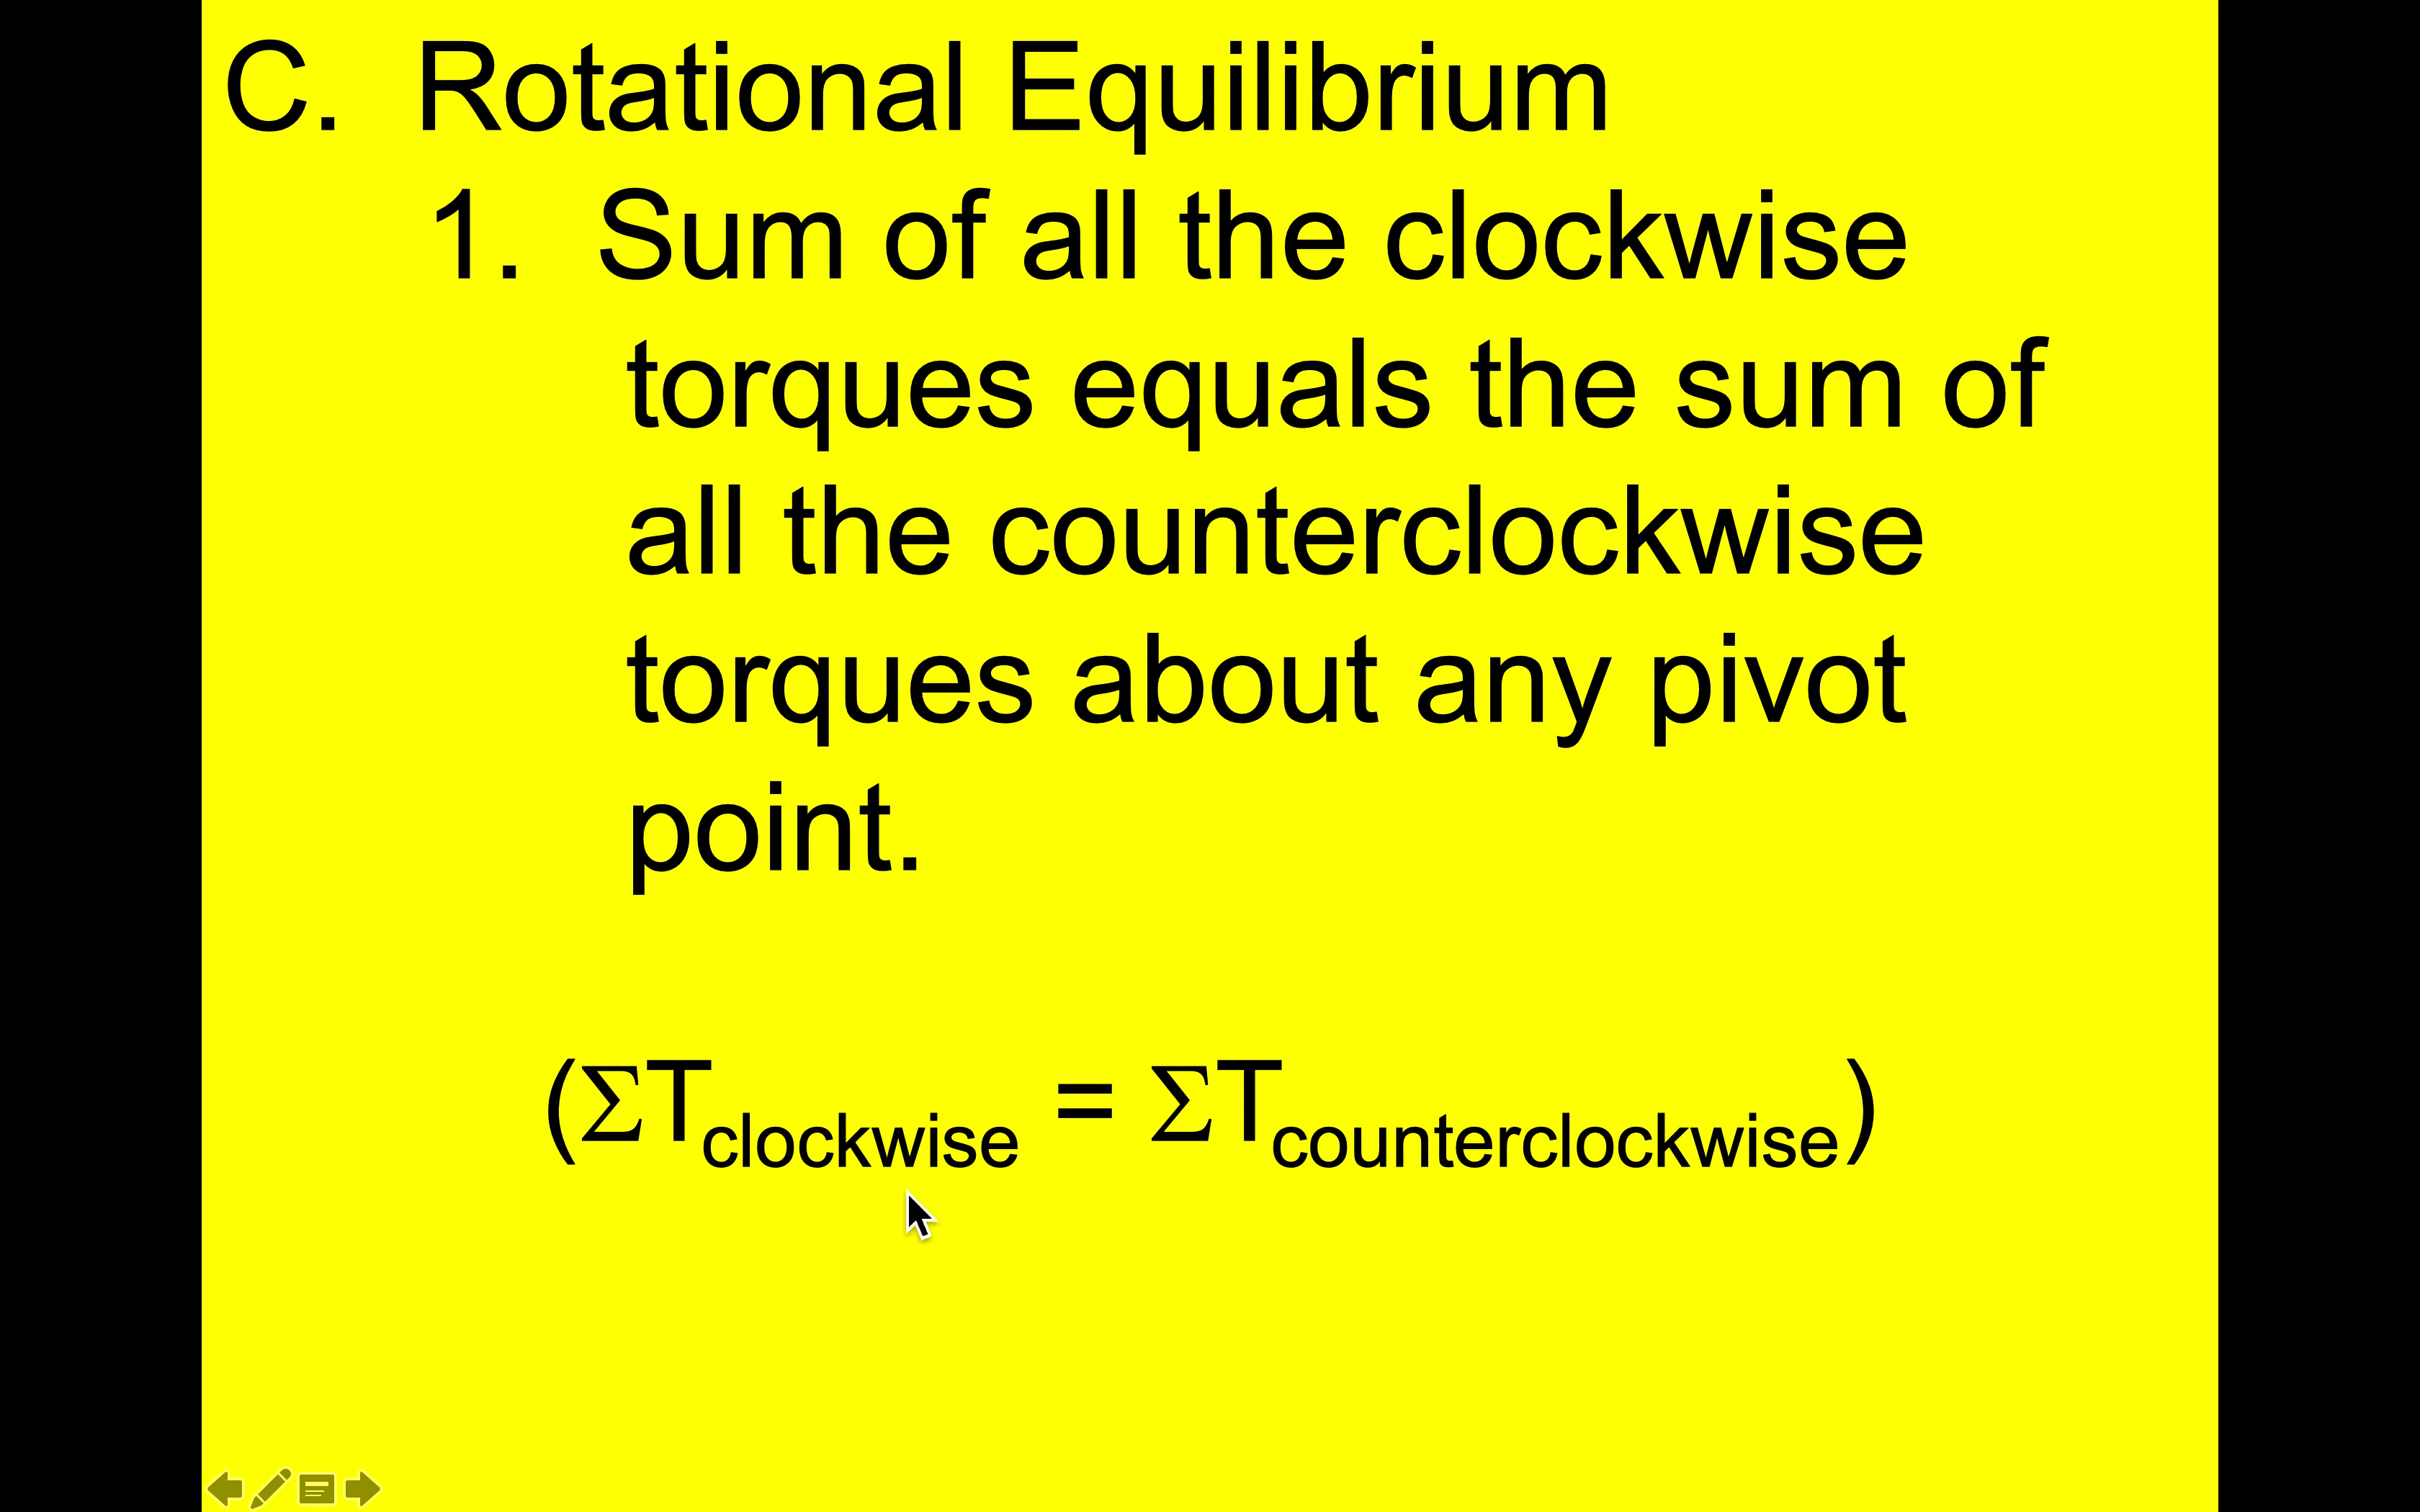 C. Rotational Equilibrium
1. Sum of all the clockwise
torques equals the sum of
all the counterclockwise
torques about any pivot
point.
(ΣTclockwise = ΣTcounterclockwise)